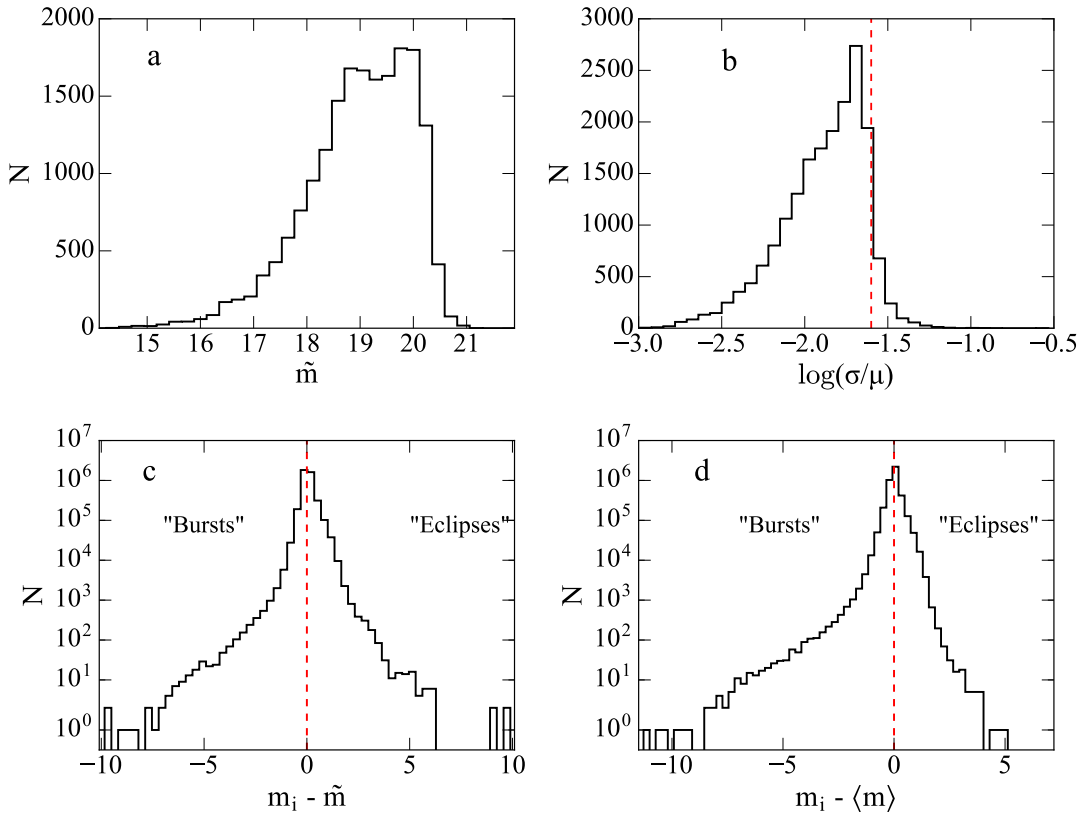 a
2000
1500
1000
500
0
N
15 16 17 18 19 20 21
m̃
b
3000
2500
2000
1500
1000
500
0
N
−3.0 −2.5 −2.0 −1.5 −1.0 −0.5
log(σ/μ)
c
10⁷
10⁶
10⁵
10⁴
10³
10²
10¹
10⁰
N
"Bursts" "Eclipses"
−10 −5 0 5 10
mᵢ - m̃
d
10⁷
10⁶
10⁵
10⁴
10³
10²
10¹
10⁰
N
"Bursts" "Eclipses"
−10 −5 0 5
mᵢ - ⟨m⟩